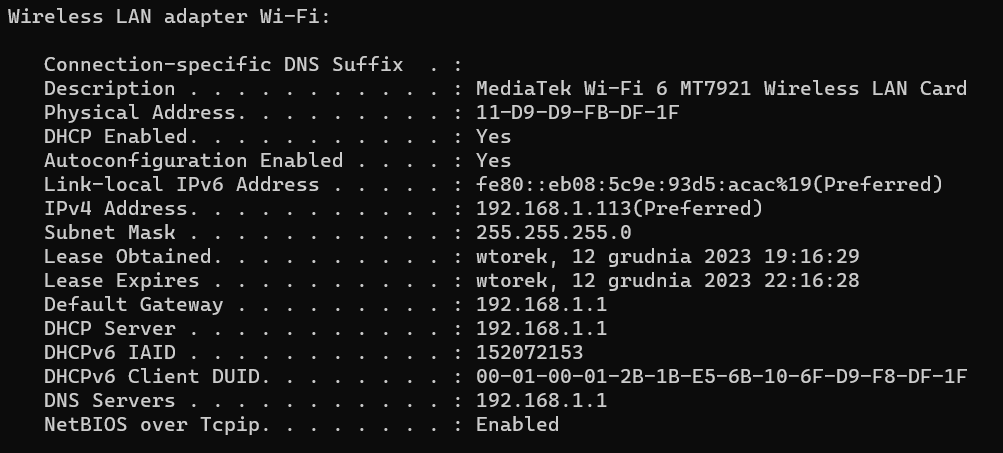 Wireless LAN adapter Wi-Fi:
Connection-specific DNS Suffix  . :
Description . . . . . . . . . . . : MediaTek Wi-Fi 6 MT7921 Wireless LAN Card
Physical Address. . . . . . . . . : 11-D9-D9-FB-DF-1F
DHCP Enabled. . . . . . . . . . . : Yes
Autoconfiguration Enabled . . . . : Yes
Link-local IPv6 Address . . . . . : fe80::eb08:5c9e:93d5:acac%19(Preferred)
IPv4 Address. . . . . . . . . . . : 192.168.1.113(Preferred)
Subnet Mask . . . . . . . . . . . : 255.255.255.0
Lease Obtained. . . . . . . . . . : wtorek, 12 grudnia 2023 19:16:29
Lease Expires . . . . . . . . . . : wtorek, 12 grudnia 2023 22:16:28
Default Gateway . . . . . . . . . : 192.168.1.1
DHCP Server . . . . . . . . . . . : 192.168.1.1
DHCPv6 IAID . . . . . . . . . . . : 152072153
DHCPv6 Client DUID. . . . . . . . : 00-01-00-01-2B-1B-E5-6B-10-6F-D9-F8-DF-1F
DNS Servers . . . . . . . . . . . : 192.168.1.1
NetBIOS over Tcpip. . . . . . . . : Enabled